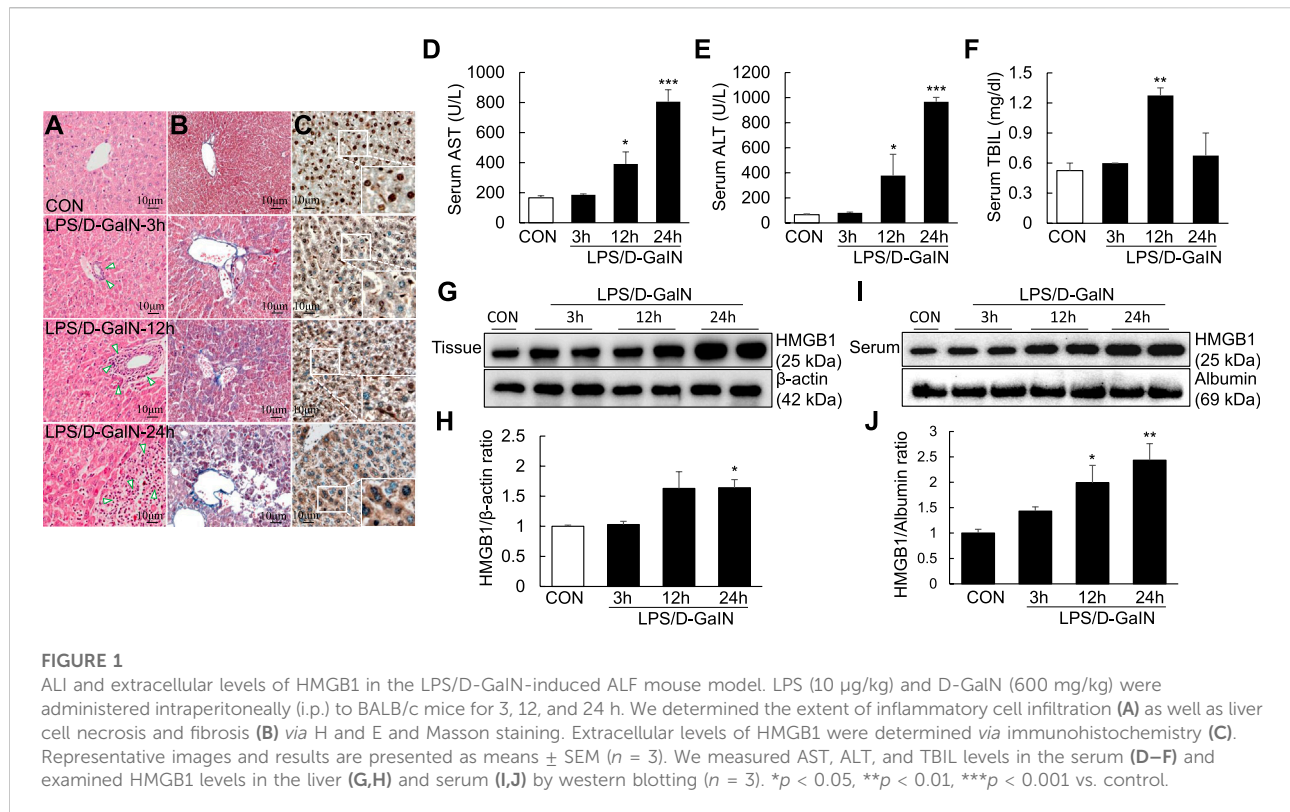 A
B
C
CON
10µm
10µm
10µm
LPS/D-GalN-3h
10µm
10µm
10µm
LPS/D-GalN-12h
10µm
10µm
10µm
LPS/D-GalN-24h
10µm
10µm
10µm
D
Serum AST (U/L)
1000
800
600
400
200
0
*
***
CON 3h 12h 24h
LPS/D-GalN
E
Serum ALT (U/L)
1200
1000
800
600
400
200
0
*
***
CON 3h 12h 24h
LPS/D-GalN
F
Serum TBIL (mg/dl)
1.5
1.2
0.9
0.6
0.3
0
**
CON 3h 12h 24h
LPS/D-GalN
G
LPS/D-GalN
CON 3h 12h 24h
Tissue
HMGB1
(25 kDa)
β-actin
(42 kDa)
H
HMGB1/β-actin ratio
2.5
2
1.5
1
0.5
0
*
CON 3h 12h 24h
LPS/D-GalN
I
LPS/D-GalN
CON 3h 12h 24h
Serum
HMGB1
(25 kDa)
Albumin
(69 kDa)
J
HMGB1/Albumin ratio
3
2.5
2
1.5
1
0.5
0
*
**
CON 3h 12h 24h
LPS/D-GalN
FIGURE 1
ALI and extracellular levels of HMGB1 in the LPS/D-GalN-induced ALF mouse model. LPS (10 µg/kg) and D-GalN (600 mg/kg) were
administered intraperitoneally (i.p.) to BALB/c mice for 3, 12, and 24 h. We determined the extent of inflammatory cell infiltration (A) as well as liver
cell necrosis and fibrosis (B) via H and E and Masson staining. Extracellular levels of HMGB1 were determined via immunohistochemistry (C).
Representative images and results are presented as means ± SEM (n = 3). We measured AST, ALT, and TBIL levels in the serum (D–F) and
examined HMGB1 levels in the liver (G,H) and serum (I,J) by western blotting (n = 3). *p < 0.05, **p < 0.01, ***p < 0.001 vs. control.